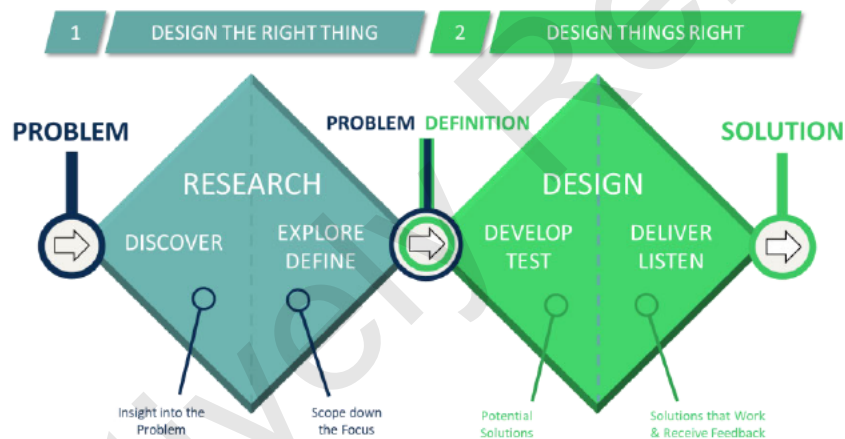 1 DESIGN THE RIGHT THING 2 DESIGN THINGS RIGHT
PROBLEM
PROBLEM DEFINITION
SOLUTION
RESEARCH
DISCOVER
EXPLORE
DEFINE
DESIGN
DEVELOP
TEST
DELIVER
LISTEN
Insight into the
Problem
Scope down
the Focus
Potential
Solutions
Solutions that Work
& Receive Feedback